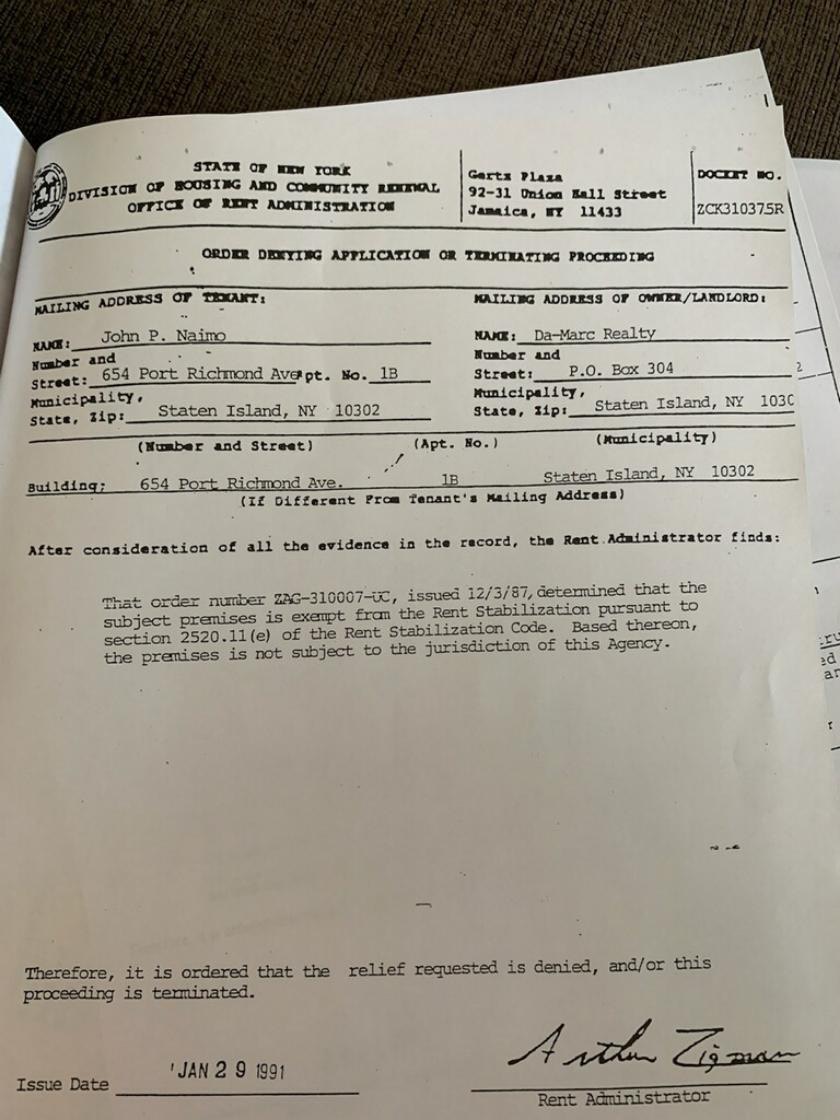 STATE OF NEW YORK
DIVISION OF HOUSING AND COMMUNITY RENEWAL
OFFICE OF RENT ADMINISTRATION
Gertz Plaza
92-31 Union Hall Street
Jamaica, NY 11433
DOCKET NO.
ZCK310375R
ORDER DENYING APPLICATION OR TERMINATING PROCEEDING
MAILING ADDRESS OF TENANT:
NAME: John P. Naimo
Number and
Street: 654 Port Richmond Ave Apt. No. 1B
Municipality,
State, Zip: Staten Island, NY 10302
MAILING ADDRESS OF OWNER/LANDLORD:
NAME: Da-Marc Realty
Number and
Street: P.O. Box 304
Municipality,
State, Zip: Staten Island, NY 1030
(Number and Street) (Apt. No.) (Municipality)
Building: 654 Port Richmond Ave. 1B Staten Island, NY 10302
(If Different From Tenant's Mailing Address)
After consideration of all the evidence in the record, the Rent Administrator finds:
That order number ZAG-310007-UC, issued 12/3/87, determined that the
subject premises is exempt from the Rent Stabilization pursuant to
section 2520.11(e) of the Rent Stabilization Code. Based thereon,
the premises is not subject to the jurisdiction of this Agency.
Therefore, it is ordered that the relief requested is denied, and/or this
proceeding is terminated.
Issue Date JAN 29 1991
Arthur Zigman
Rent Administrator